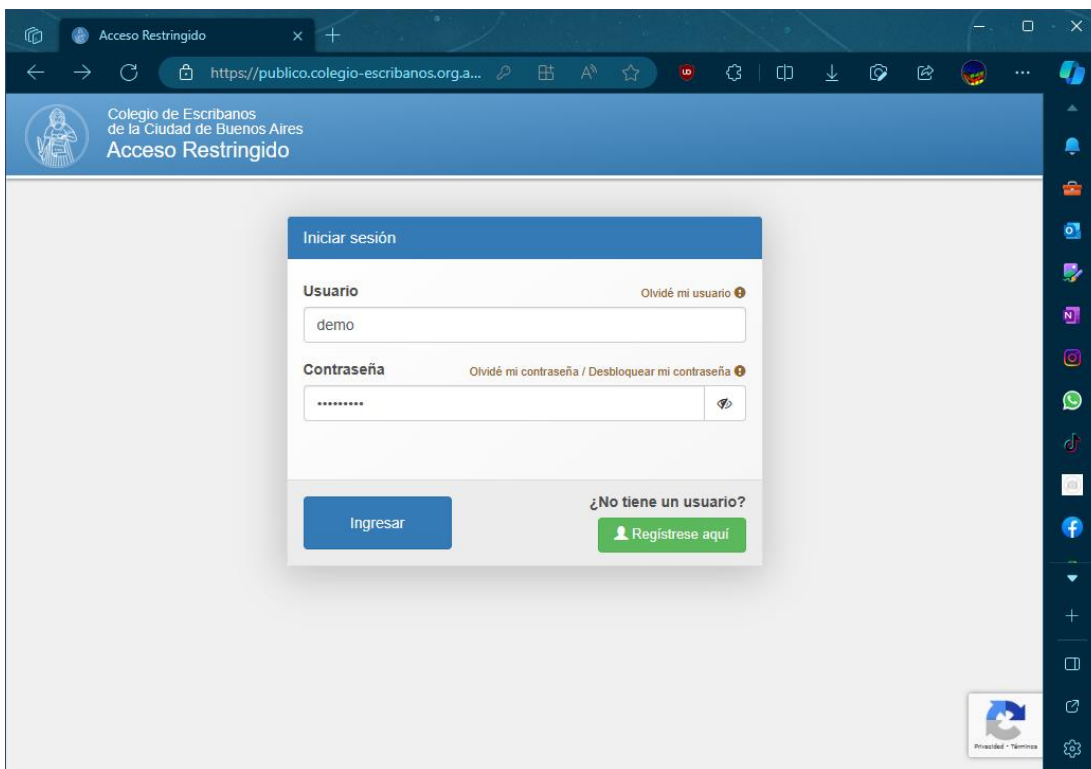 Acceso Restringido
https://publico.colegio-escribanos.org.a...
Colegio de Escribanos
de la Ciudad de Buenos Aires
Acceso Restringido
Iniciar sesión
Usuario
Olvidé mi usuario
demo
Contraseña
Olvidé mi contraseña / Desbloquear mi contraseña
•••••••••
¿No tiene un usuario?
Ingresar
Regístrese aquí
Privacidad • Términos